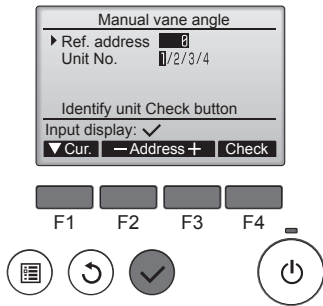 Manual vane angle
Ref. address 0
Unit No. 1/2/3/4
Identify unit Check button
Input display: ✓
▼Cur. －Address＋ Check
F1 F2 F3 F4